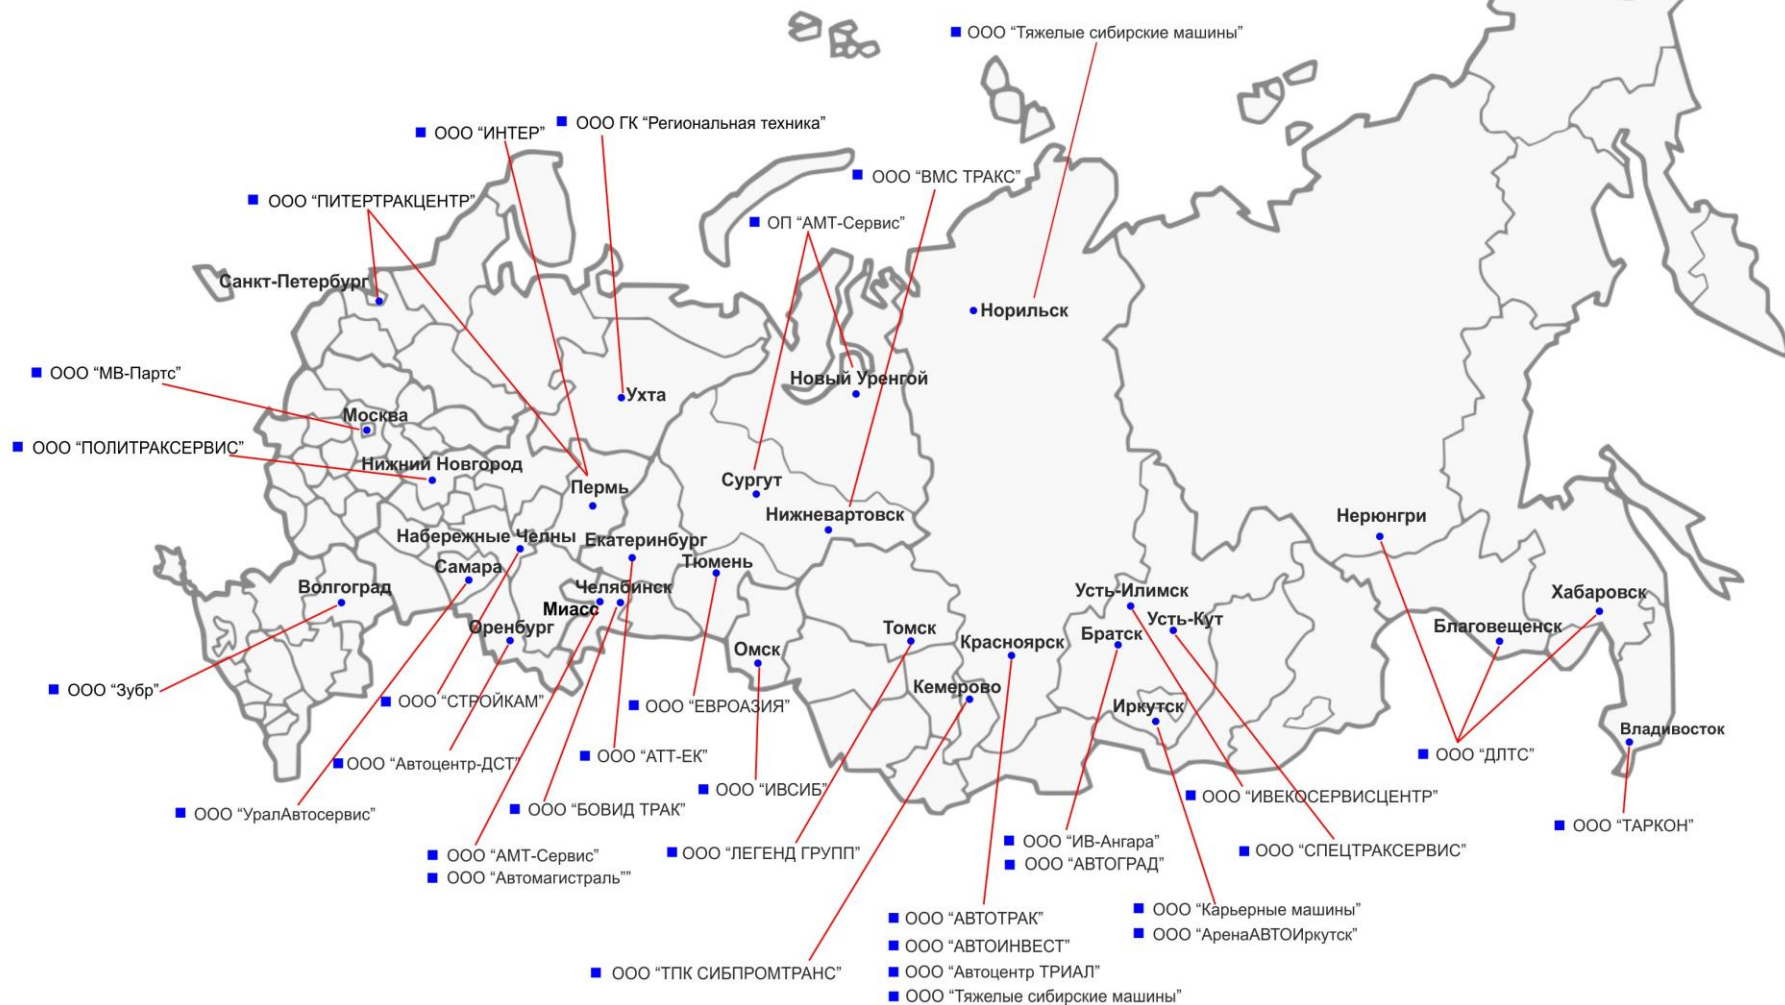 ООО “Тяжелые сибирские машины”
ООО ГК “Региональная техника”
ООО “ИНТЕР”
ООО “ВМС ТРАКС”
ООО “ПИТЕРТРАКЦЕНТР”
ОП “АМТ-Сервис”
Санкт-Петербург
Норильск
ООО “МВ-Партс”
Новый Уренгой
Ухта
Москва
ООО “ПОЛИТРАКСЕРВИС”
Нижний Новгород
Сургут
Пермь
Нижневартовск
Нерюнгри
Набережные Челны
Екатеринбург
Тюмень
Самара
Волгоград
Челябинск
Усть-Илимск
Хабаровск
Миасс
Усть-Кут
Оренбург
Томск
Благовещенск
Братск
Красноярск
Омск
Кемерово
ООО “Зубр”
ООО “СТРОЙКАМ”
ООО “ЕВРОАЗИЯ”
Иркутск
Владивосток
ООО “АТТ-ЕК”
ООО “ДЛТС”
ООО “Автоцентр-ДСТ”
ООО “ИВСИБ”
ООО “ИВЕКОСЕРВИСЦЕНТР”
ООО “БОВИД ТРАК”
ООО “УралАвтосервис”
ООО “ТАРКОН”
ООО “ИВ-Ангара”
ООО “АВТОГРАД”
ООО “СПЕЦТРАКСЕРВИС”
ООО “ЛЕГЕНД ГРУПП”
ООО “АМТ-Сервис”
ООО “Автомагистраль””
ООО “Карьерные машины”
ООО “АренаАВТОИркутск”
ООО “АВТОТРАК”
ООО “АВТОИНВЕСТ”
ООО “Автоцентр ТРИАЛ”
ООО “Тяжелые сибирские машины”
ООО “ТПК СИБПРОМТРАНС”